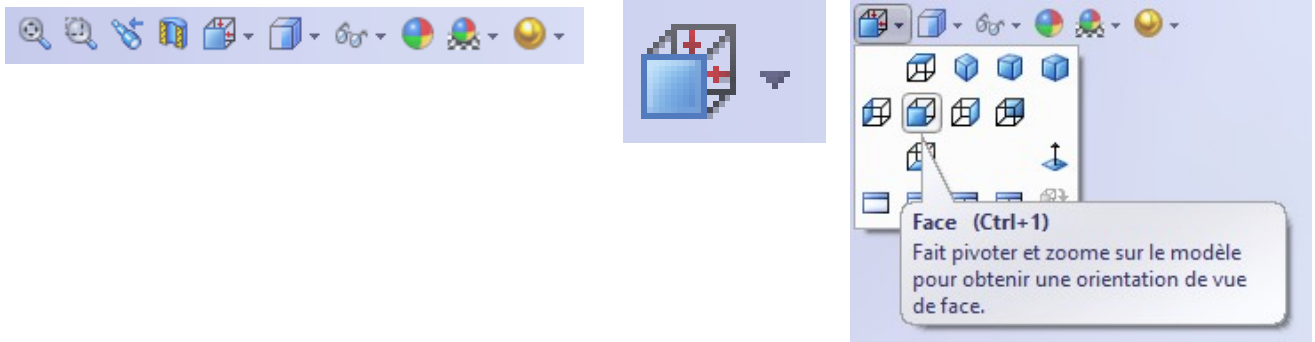 Face (Ctrl+1)
Fait pivoter et zoome sur le modèle
pour obtenir une orientation de vue
de face.